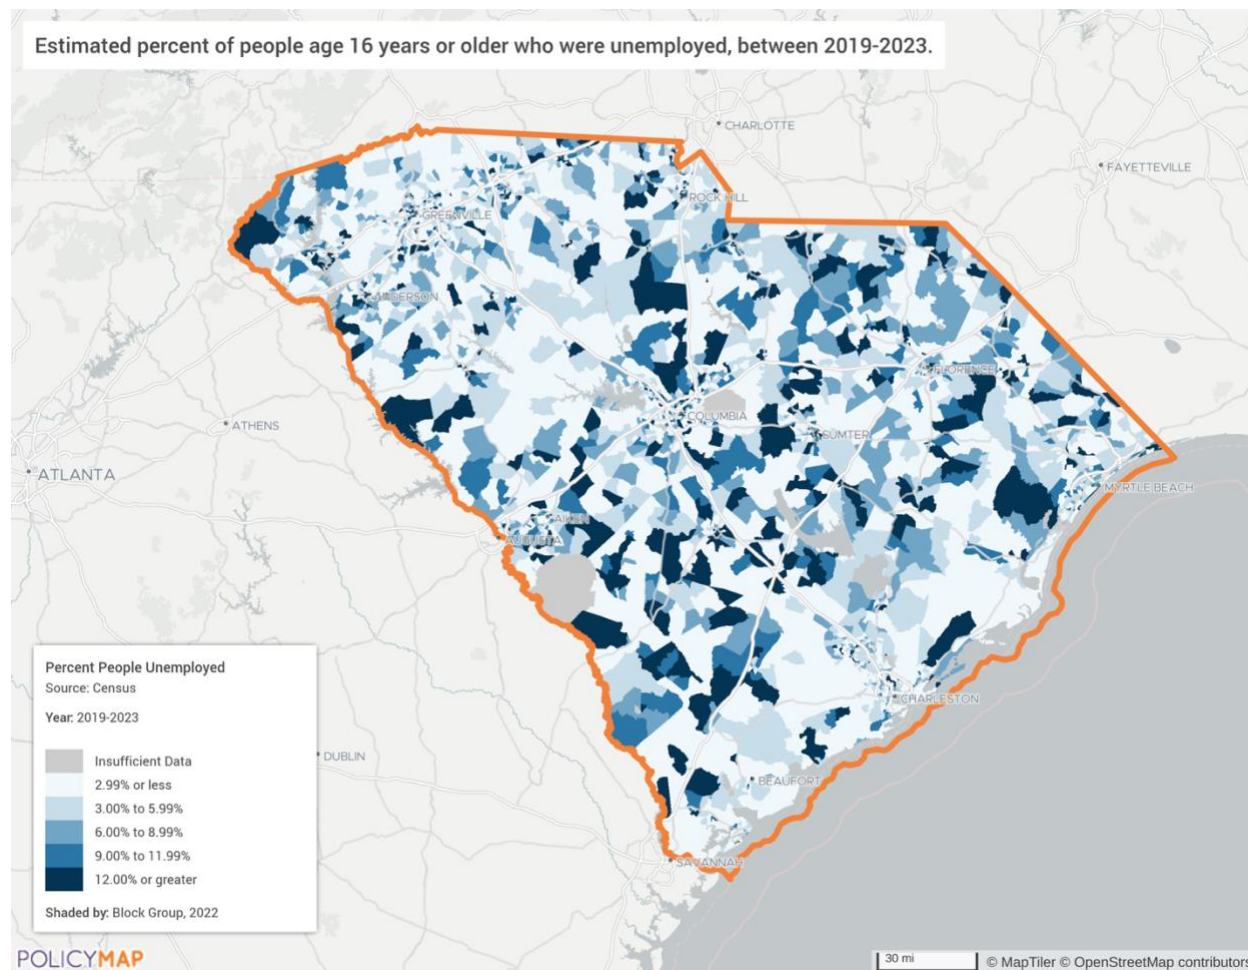 Estimated percent of people age 16 years or older who were unemployed, between 2019-2023.
CHARLOTTE
FAYETTEVILLE
ROCK HILL
GREENVILLE
ANDERSON
FLORENCE
COLUMBIA
ATHENS
SUMTER
ATLANTA
MYRTLE BEACH
AIKEN
AUGUSTA
CHARLESTON
DUBLIN
BEAUFORT
SAVANNAH
Percent People Unemployed
Source: Census
Year: 2019-2023
Insufficient Data
2.99% or less
3.00% to 5.99%
6.00% to 8.99%
9.00% to 11.99%
12.00% or greater
Shaded by: Block Group, 2022
POLICYMAP
30 mi
© MapTiler © OpenStreetMap contributors